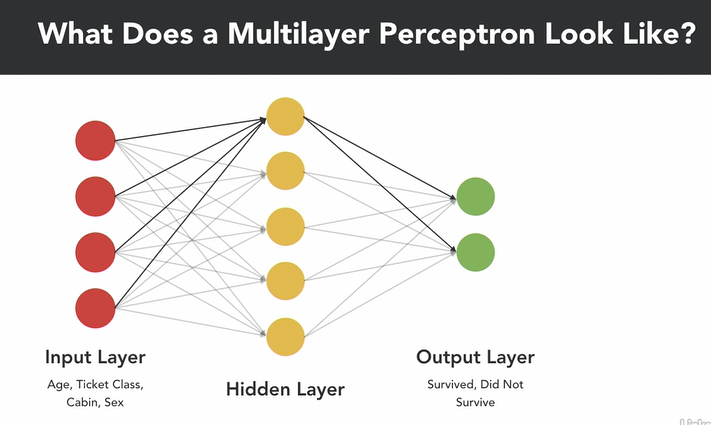 What Does a Multilayer Perceptron Look Like?
Input Layer
Age, Ticket Class,
Cabin, Sex
Hidden Layer
Output Layer
Survived, Did Not
Survive